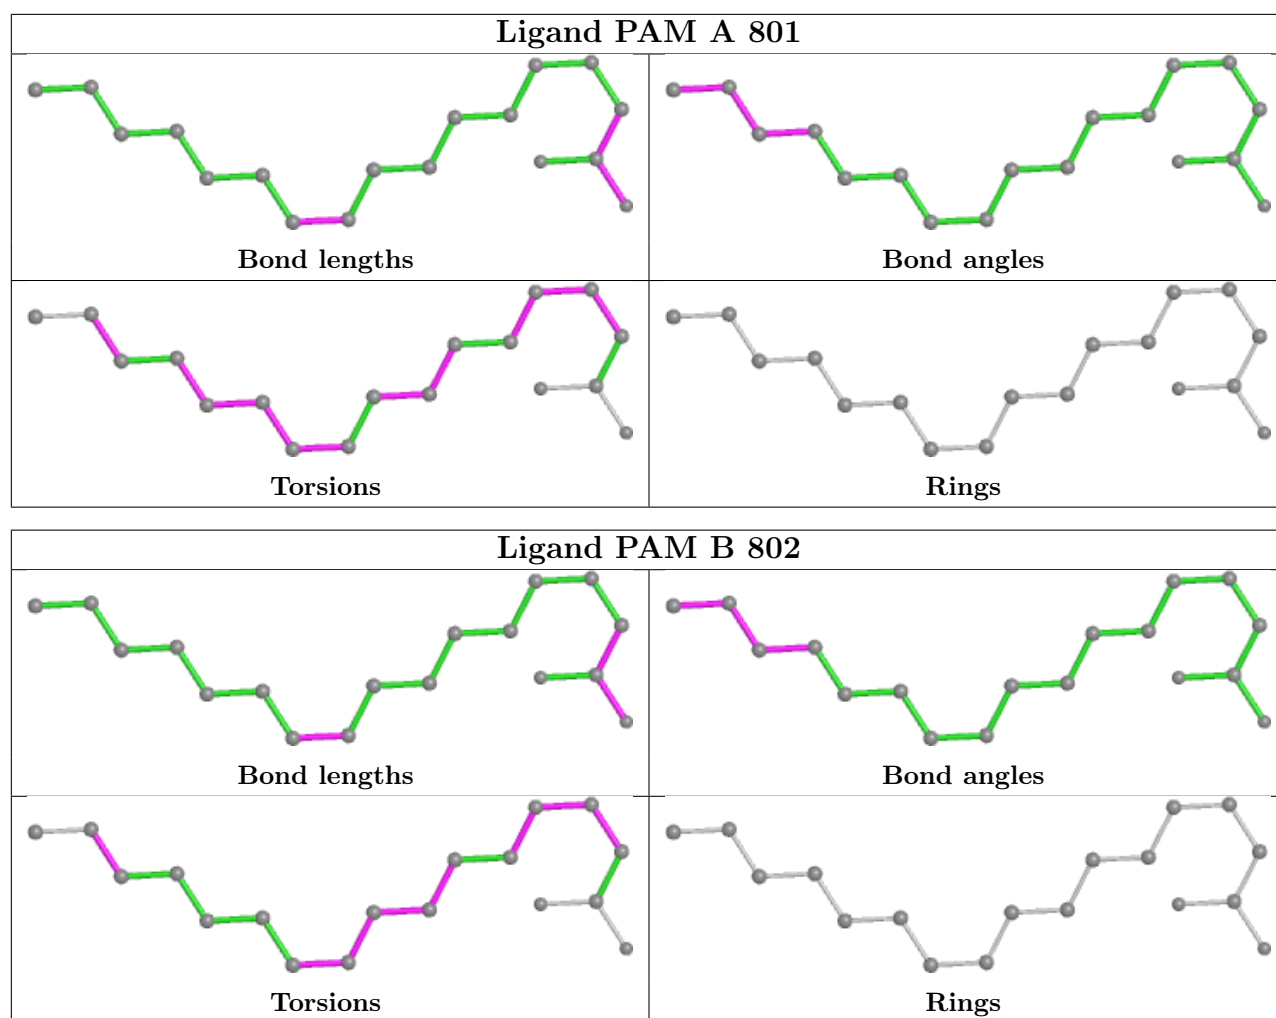 Ligand PAM A 801
Bond lengths
Bond angles
Torsions
Rings
Ligand PAM B 802
Bond lengths
Bond angles
Torsions
Rings